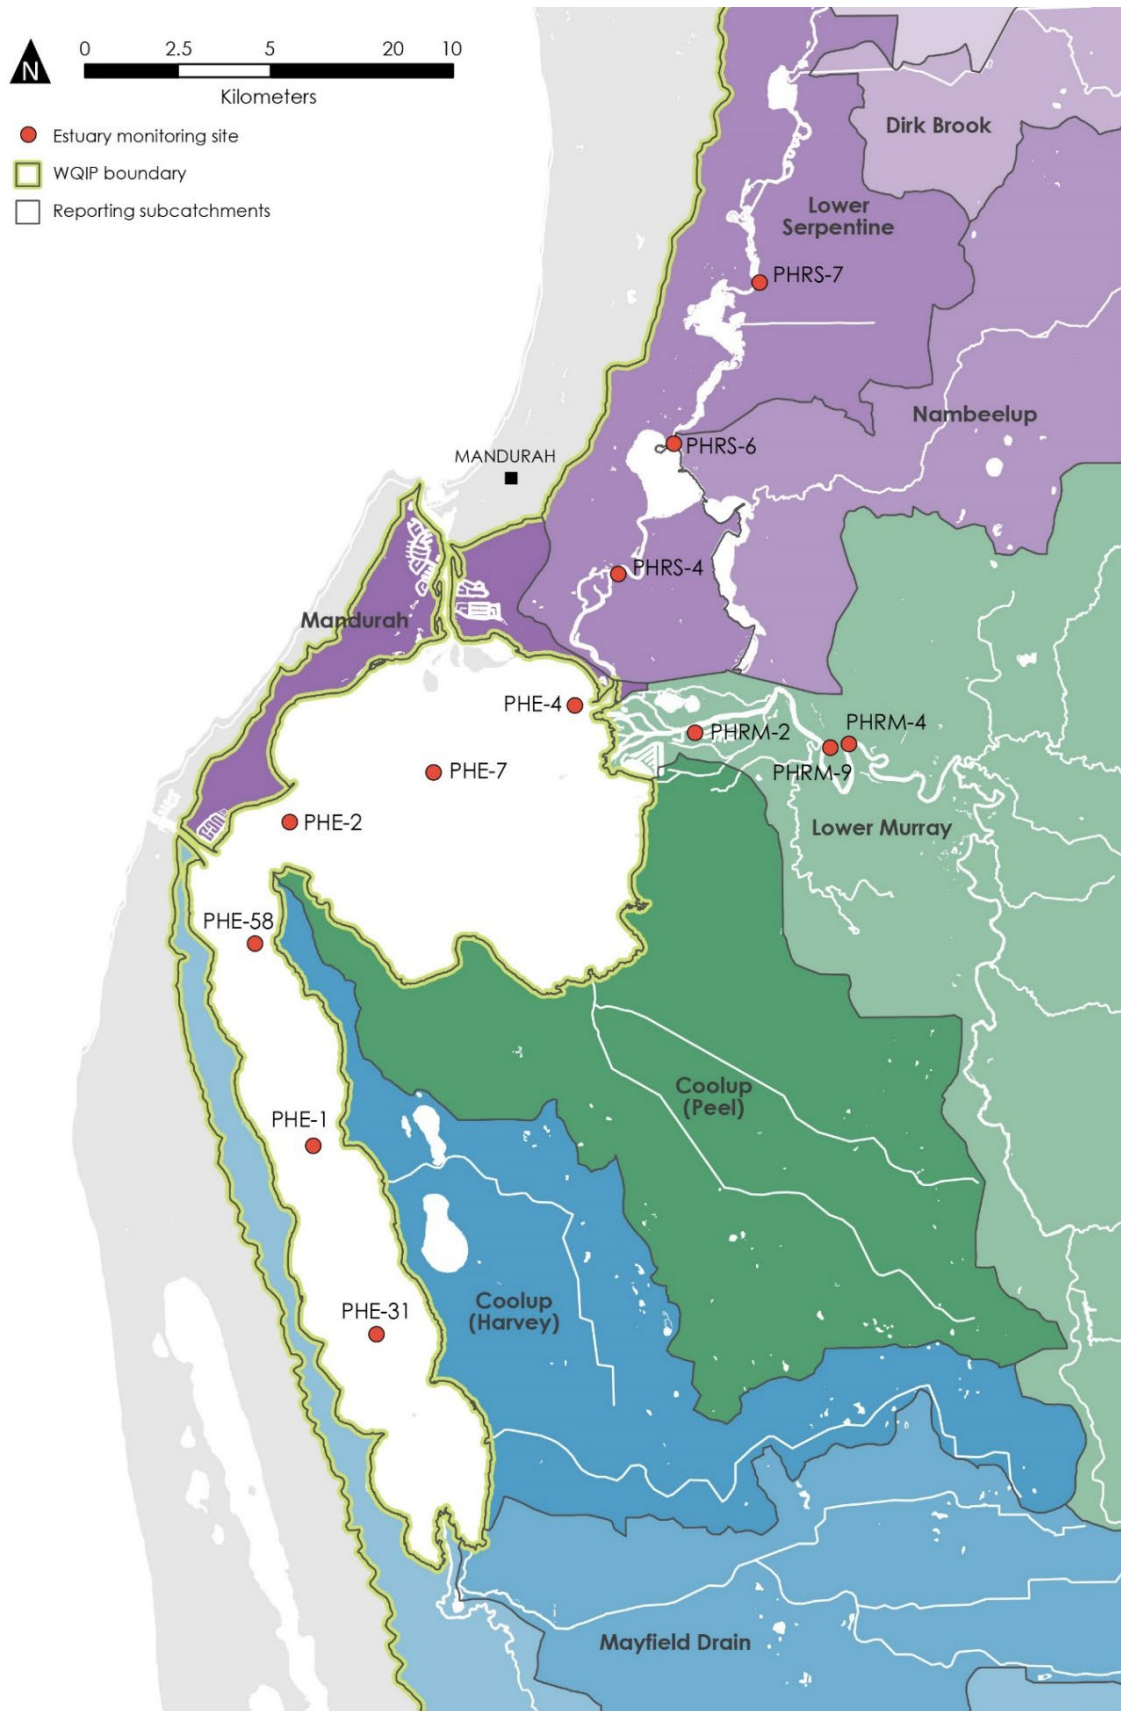 0 2.5 5 20 10
N
Kilometers
Estuary monitoring site
WQIP boundary
Reporting subcatchments
Dirk Brook
Lower
Serpentine
PHRS-7
Nambeelup
PHRS-6
MANDURAH
PHRS-4
Mandurah
PHE-4
PHRM-4
PHRM-2
PHRM-9
PHE-7
PHE-2
Lower Murray
PHE-58
Coolup
(Peel)
PHE-1
Coolup
(Harvey)
PHE-31
Mayfield Drain